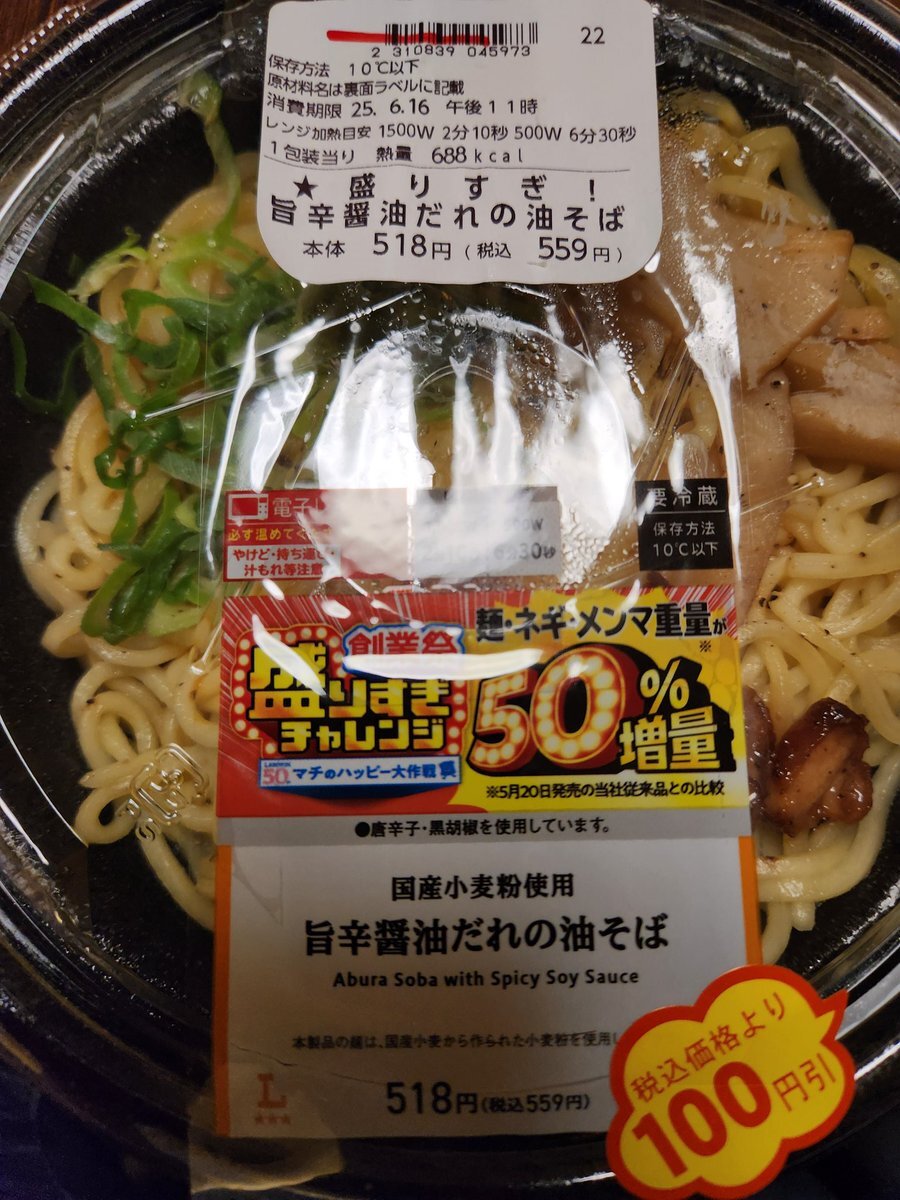 22
2 310839 045973
保存方法 10℃以下
原材料名は裏面ラベルに記載
消費期限 25. 6.16 午後11時
レンジ加熱目安 1500W 2分10秒 500W 6分30秒
1包装当り 熱量 688kcal
★盛りすぎ!
旨辛醤油だれの油そば
本体 518円(税込 559円)
電子レ
必ず温めてく
やけど・持ち運び
汁もれ等注意
30秒
要冷蔵
保存方法
10℃以下
創業祭
盛りすぎ
チャレンジ
LAWSON 50th マチのハッピー大作戦
麺・ネギ・メンマ重量が
※
50%
増量
※5月20日発売の当社従来品との比較
●唐辛子・黒胡椒を使用しています。
国産小麦粉使用
旨辛醤油だれの油そば
Abura Soba with Spicy Soy Sauce
本製品の麺は、国産小麦から作られた小麦粉を使用し
L
518円(税込559円)
税込価格より
100円引